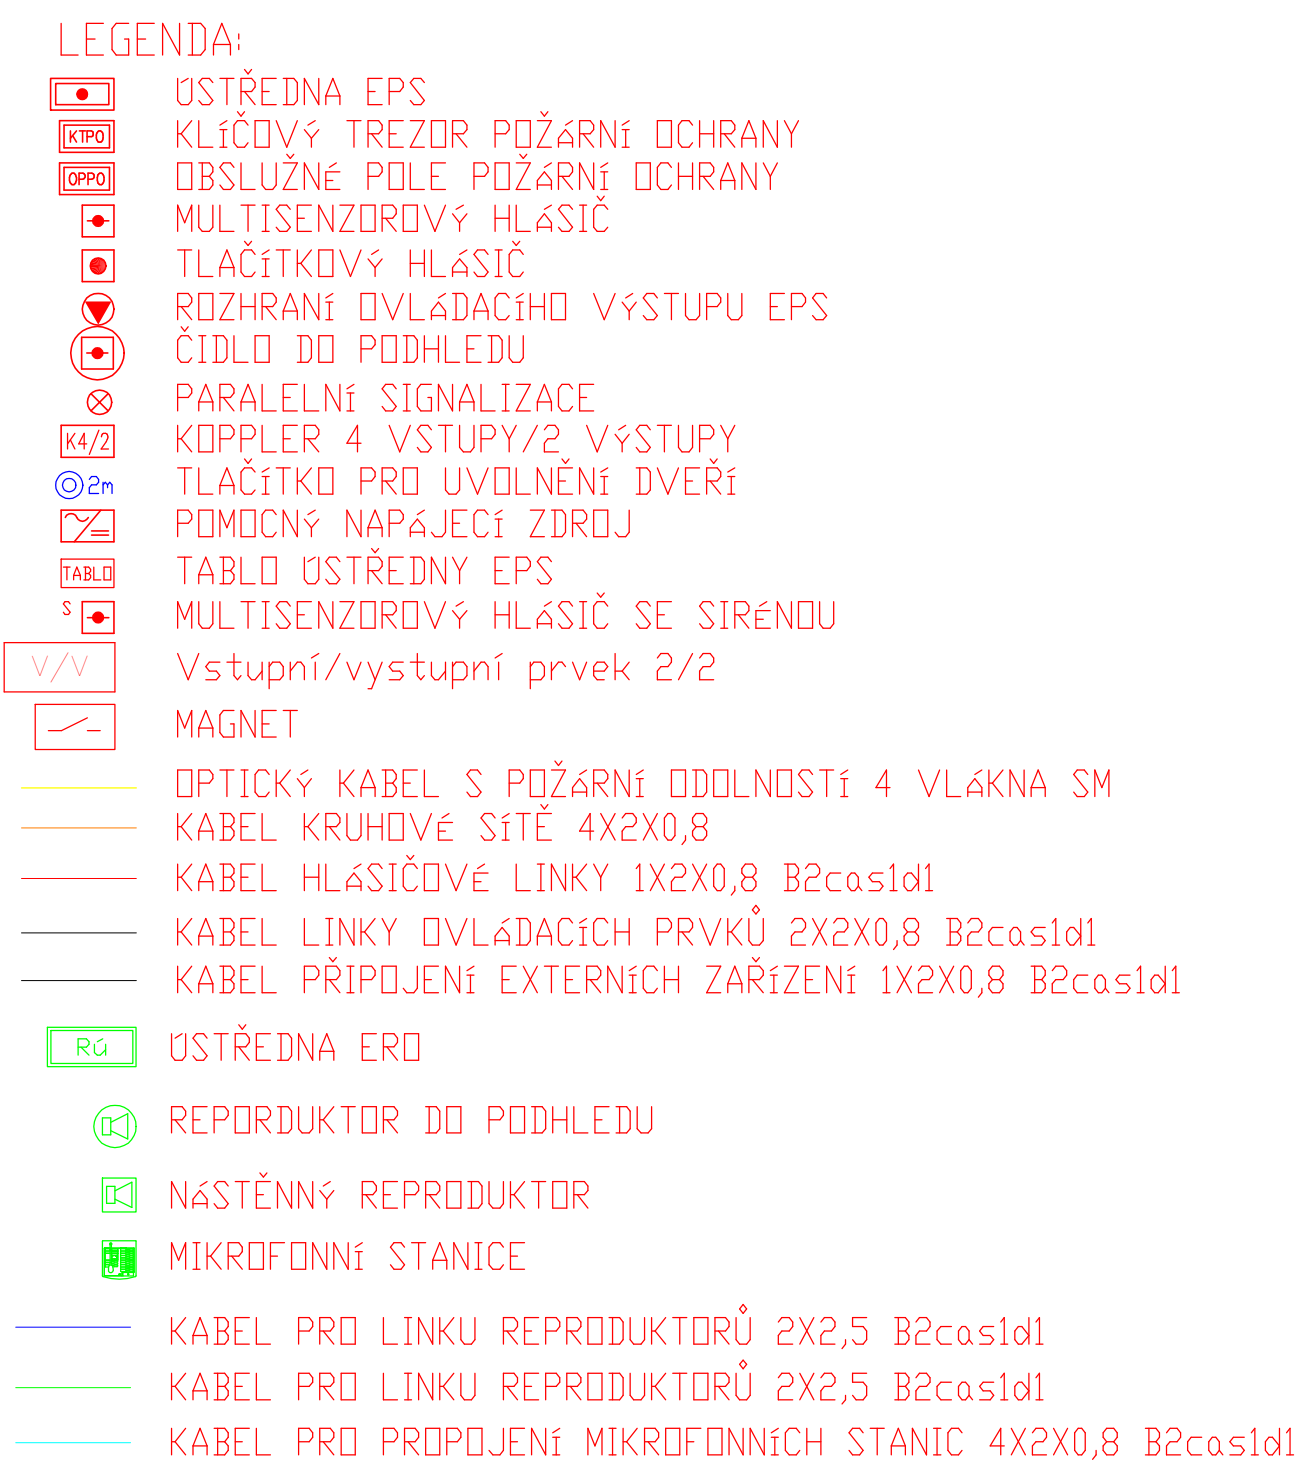 LEGENDA:
ÚSTŘEDNA EPS
KTPO KLÍČOVÝ TREZOR POŽÁRNÍ OCHRANY
OPPO OBSLUŽNÉ POLE POŽÁRNÍ OCHRANY
MULTISENZOROVÝ HLÁSIČ
TLAČÍTKOVÝ HLÁSIČ
ROZHRANÍ OVLÁDACÍHO VÝSTUPU EPS
ČIDLO DO PODHLEDU
PARALELNÍ SIGNALIZACE
K4/2 KOPPLER 4 VSTUPY/2 VÝSTUPY
2m TLAČÍTKO PRO UVOLNĚNÍ DVEŘÍ
POMOCNÝ NAPÁJECÍ ZDROJ
TABLO TABLO ÚSTŘEDNY EPS
S MULTISENZOROVÝ HLÁSIČ SE SIRÉNOU
V/V Vstupní/vystupní prvek 2/2
MAGNET
OPTICKÝ KABEL S POŽÁRNÍ ODOLNOSTÍ 4 VLÁKNA SM
KABEL KRUHOVÉ SÍTĚ 4X2X0,8
KABEL HLÁSIČOVÉ LINKY 1X2X0,8 B2cas1d1
KABEL LINKY OVLÁDACÍCH PRVKŮ 2X2X0,8 B2cas1d1
KABEL PŘIPOJENÍ EXTERNÍCH ZAŘÍZENÍ 1X2X0,8 B2cas1d1
Rú ÚSTŘEDNA ERO
REPORDUKTOR DO PODHLEDU
NÁSTĚNNÝ REPRODUKTOR
MIKROFONNÍ STANICE
KABEL PRO LINKU REPRODUKTORŮ 2X2,5 B2cas1d1
KABEL PRO LINKU REPRODUKTORŮ 2X2,5 B2cas1d1
KABEL PRO PROPOJENÍ MIKROFONNÍCH STANIC 4X2X0,8 B2cas1d1